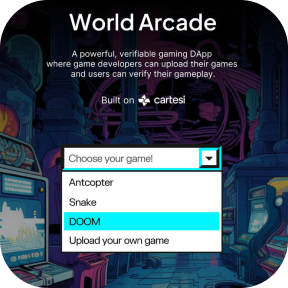 World Arcade
A powerful, verifiable gaming DApp
where game developers can upload their games
and users can verify their gameplay.
Built on cartesi
Choose your game!
Antcopter
Snake
DOOM
Upload your own game